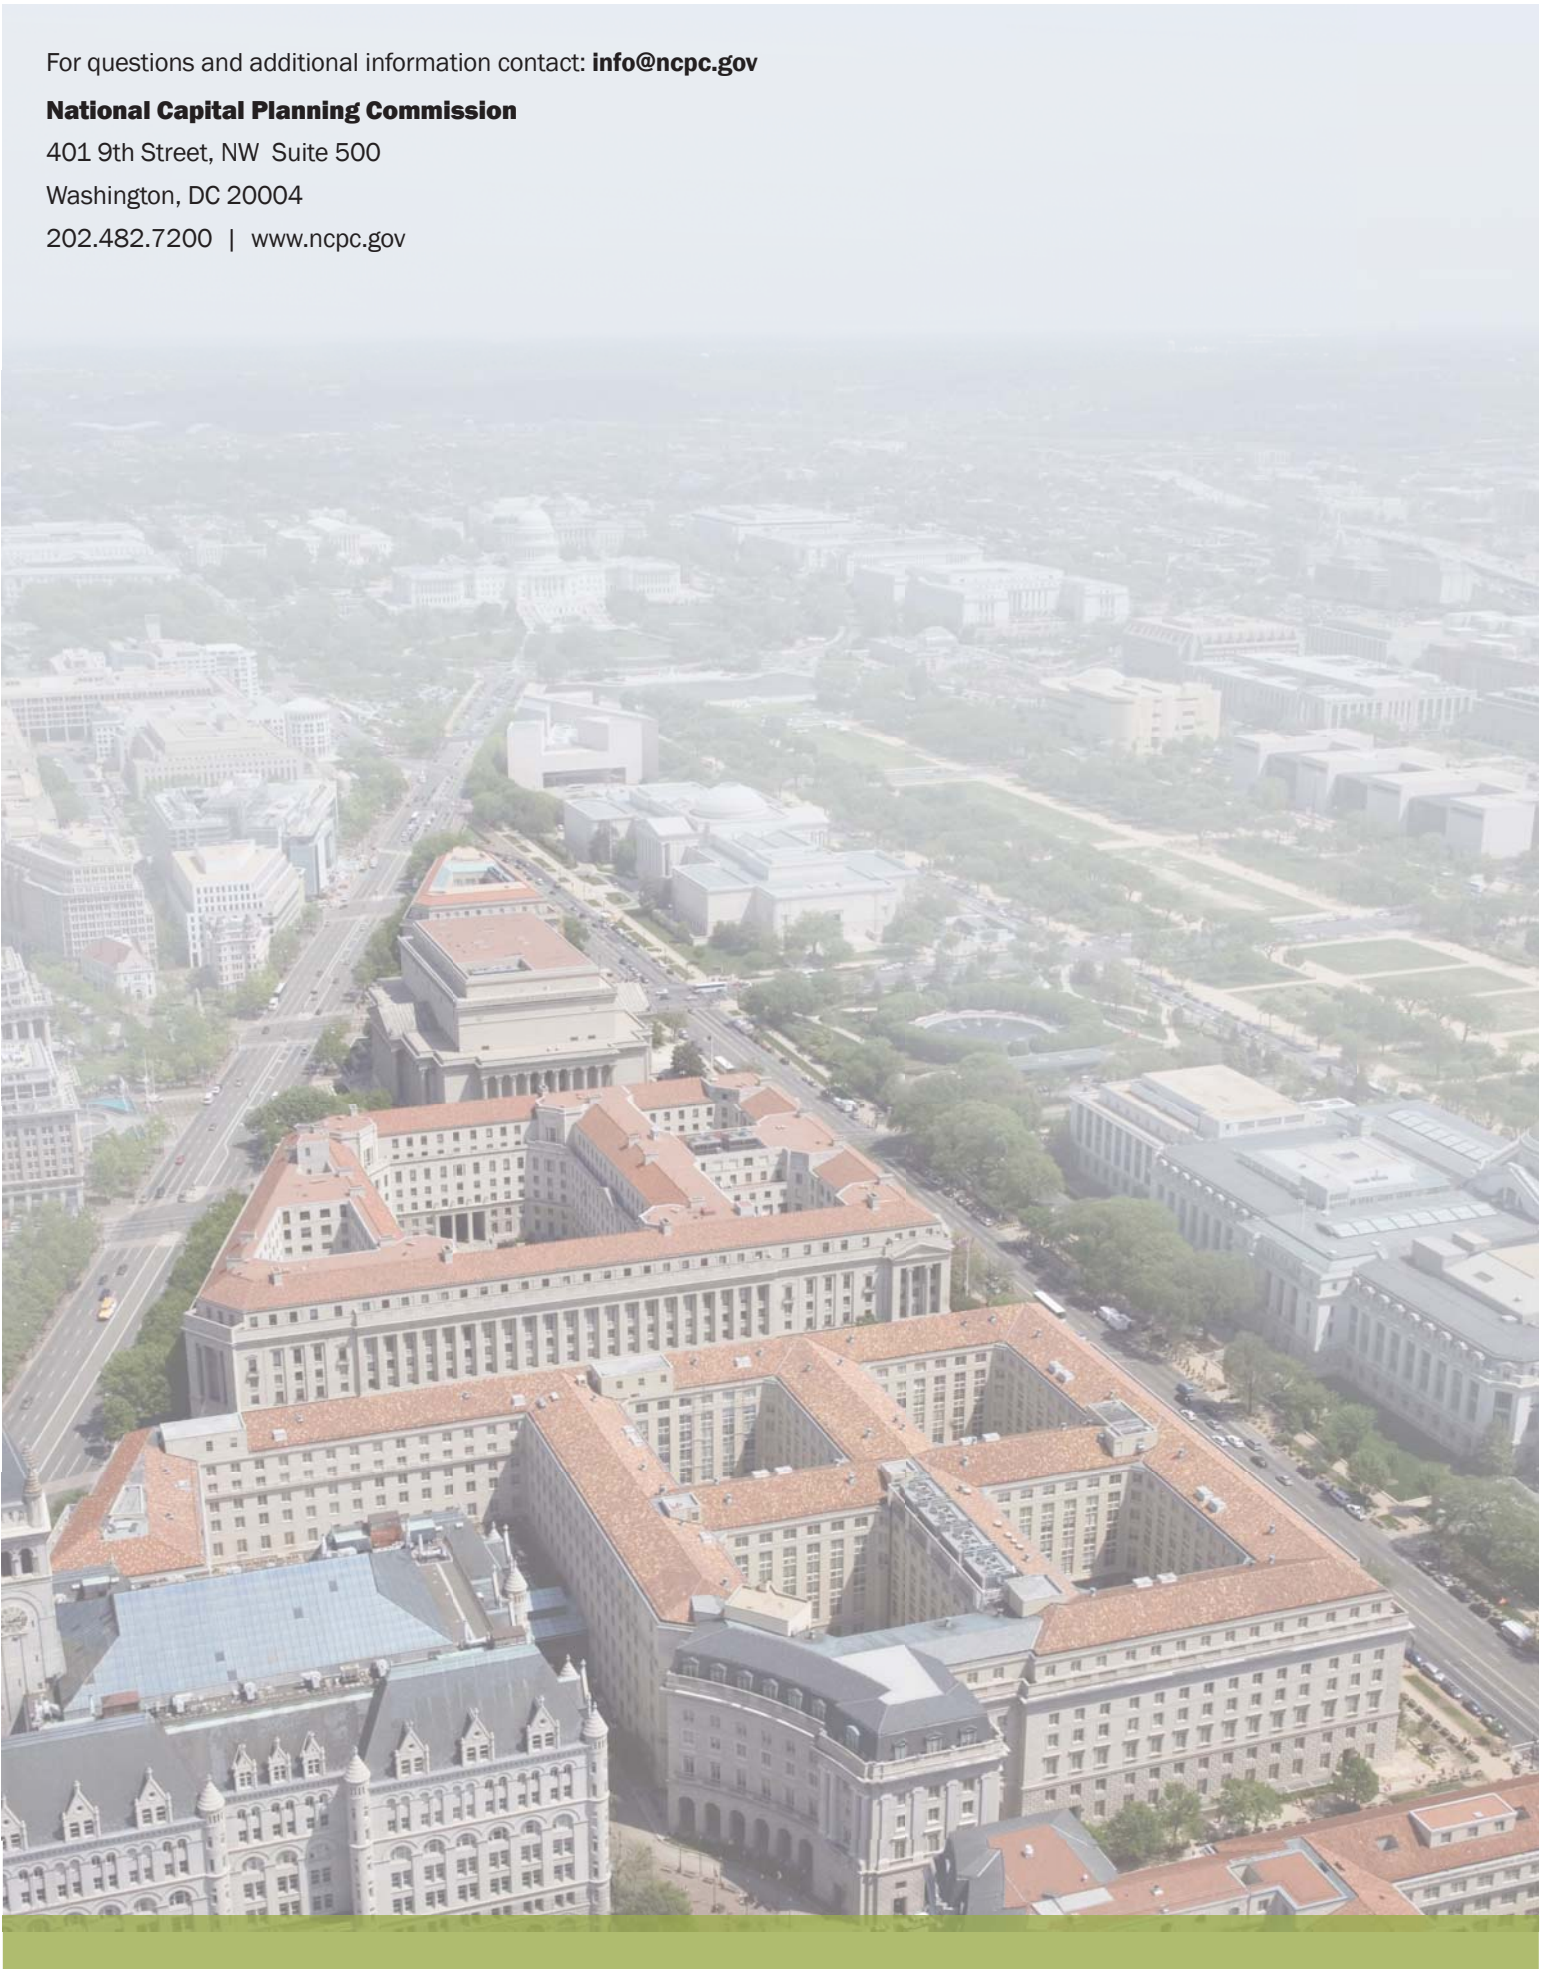 For questions and additional information contact: info@ncpc.gov
National Capital Planning Commission
401 9th Street, NW  Suite 500
Washington, DC 20004
202.482.7200  |  www.ncpc.gov